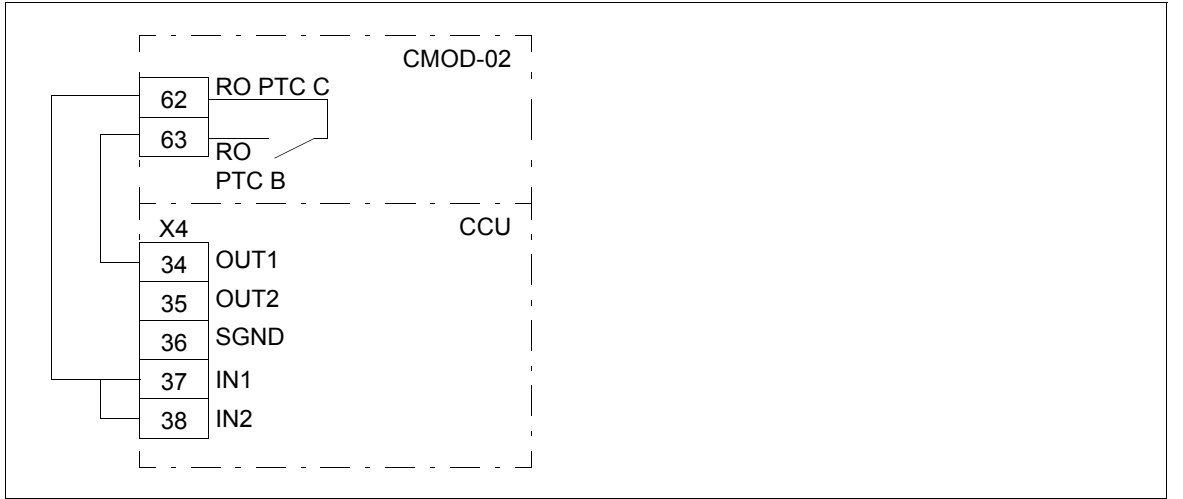 CMOD-02
62 RO PTC C
63 RO
PTC B
X4 CCU
34 OUT1
35 OUT2
36 SGND
37 IN1
38 IN2